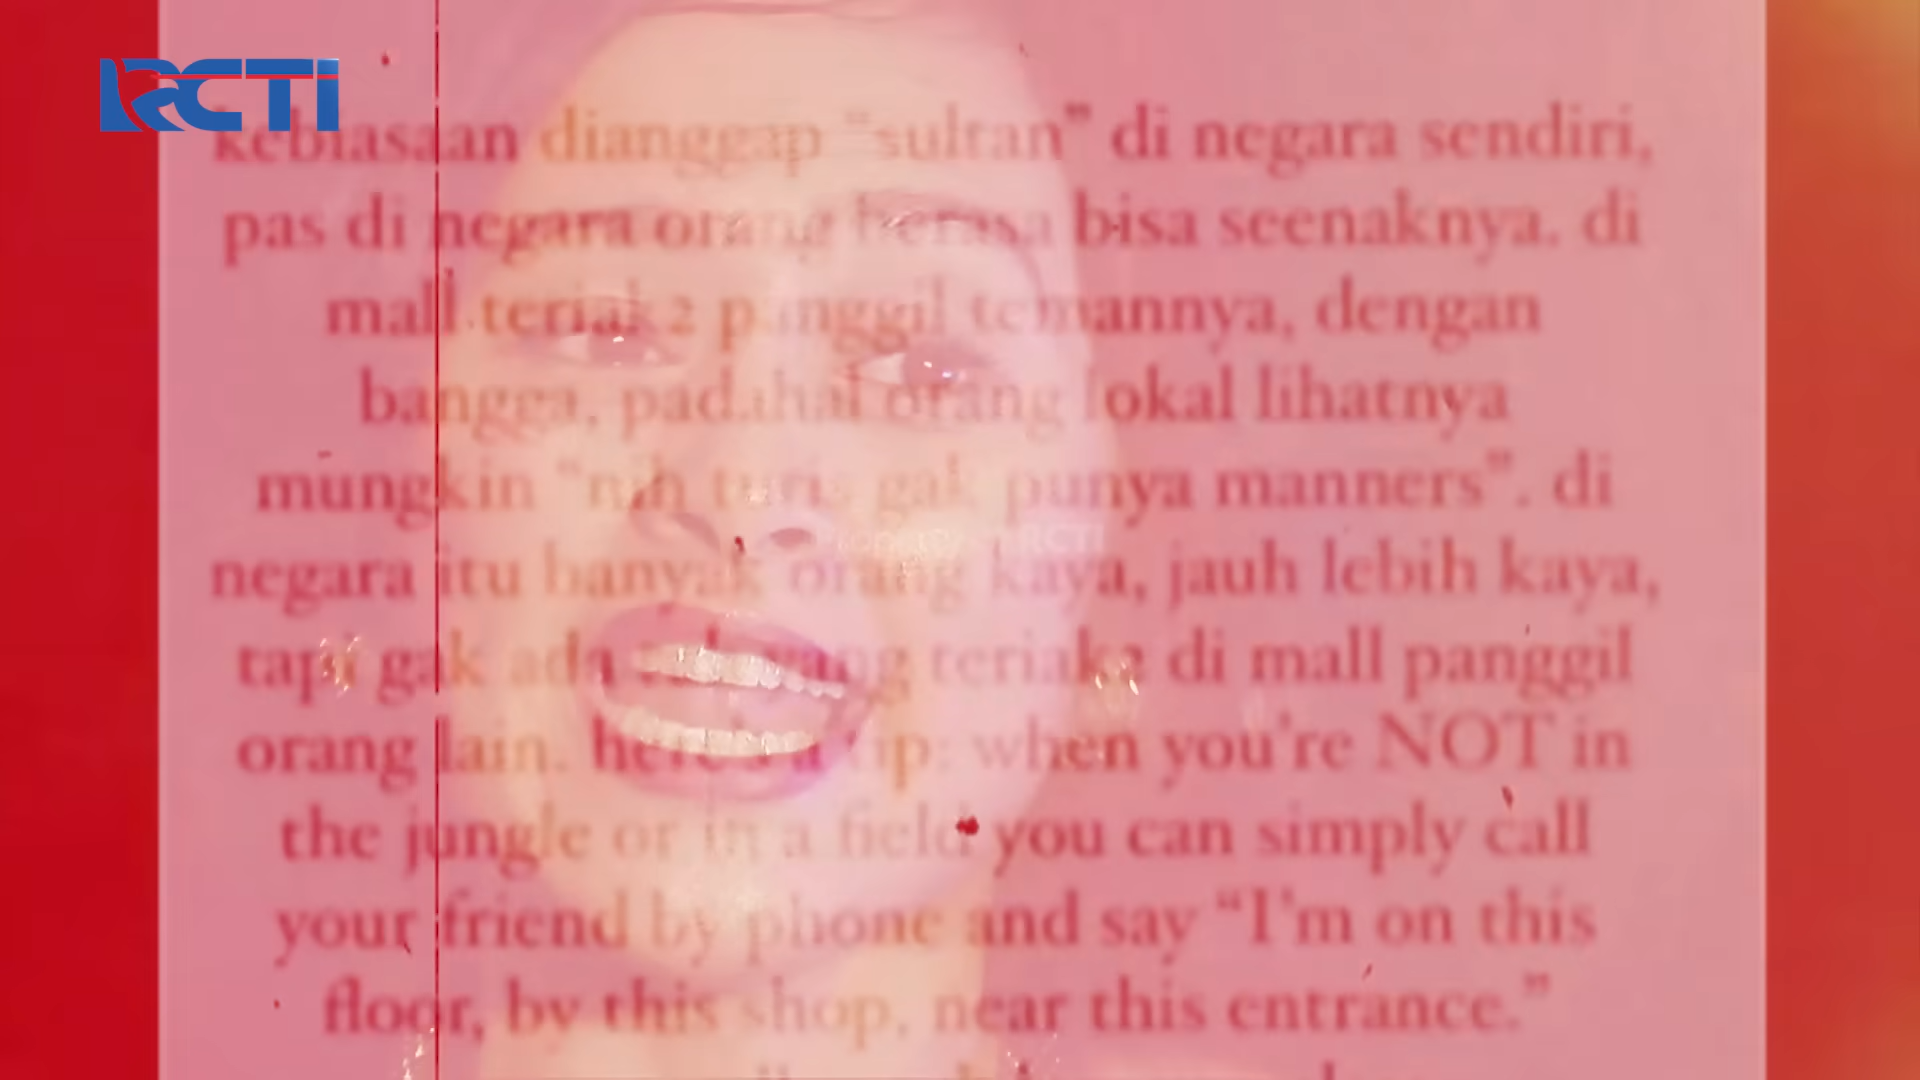 RCTI
kebiasaan dianggap "sultan" di negara sendiri,
pas di negara orang berasa bisa seenaknya. di
mall teriak2 panggil temannya, dengan
bangga, padahal orang lokal lihatnya
mungkin "nih turis gak punya manners". di
negara itu banyak orang kaya, jauh lebih kaya,
tapi gak ada yang teriak2 di mall panggil
orang lain. here's a tip: when you're NOT in
the jungle or in a field you can simply call
your friend by phone and say "I'm on this
floor, by this shop, near this entrance."